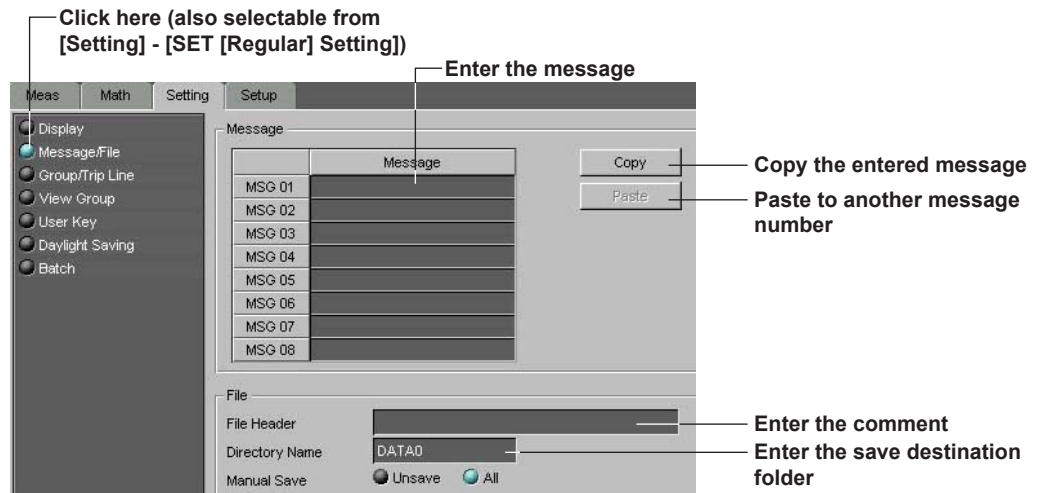 Click here (also selectable from
[Setting] - [SET [Regular] Setting])
Enter the message
Meas Math Setting Setup
Display
Message/File
Group/Trip Line
View Group
User Key
Daylight Saving
Batch
Message
Message
MSG 01
MSG 02
MSG 03
MSG 04
MSG 05
MSG 06
MSG 07
MSG 08
Copy
Paste
Copy the entered message
Paste to another message
number
File
File Header
Directory Name DATA0
Manual Save Unsave All
Enter the comment
Enter the save destination
folder